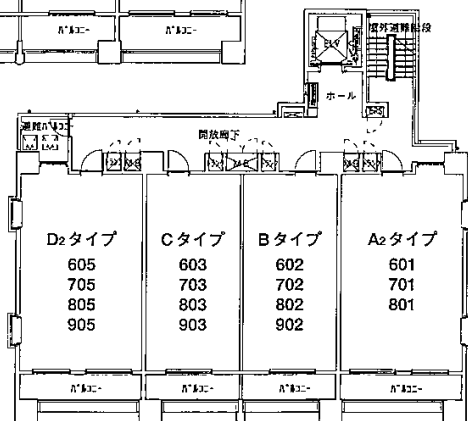 バルコニー バルコニー
屋外避難階段
ELV
ホール
避難バルコニー
開放廊下
D2タイプ Cタイプ Bタイプ A2タイプ
605 603 602 601
705 703 702 701
805 803 802 801
905 903 902
バルコニー バルコニー バルコニー バルコニー